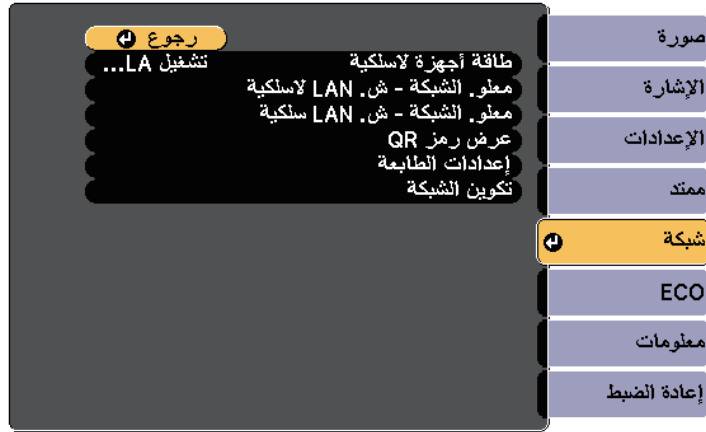 صورة
الإشارة
الإعدادات
ممتد
شبكة
ECO
معلومات
إعادة الضبط
رجوع
طاقة أجهزة لاسلكية تشغيل LA...
معلو. الشبكة - ش. LAN لاسلكية
معلو. الشبكة - ش. LAN سلكية
عرض رمز QR
إعدادات الطابعة
تكوين الشبكة